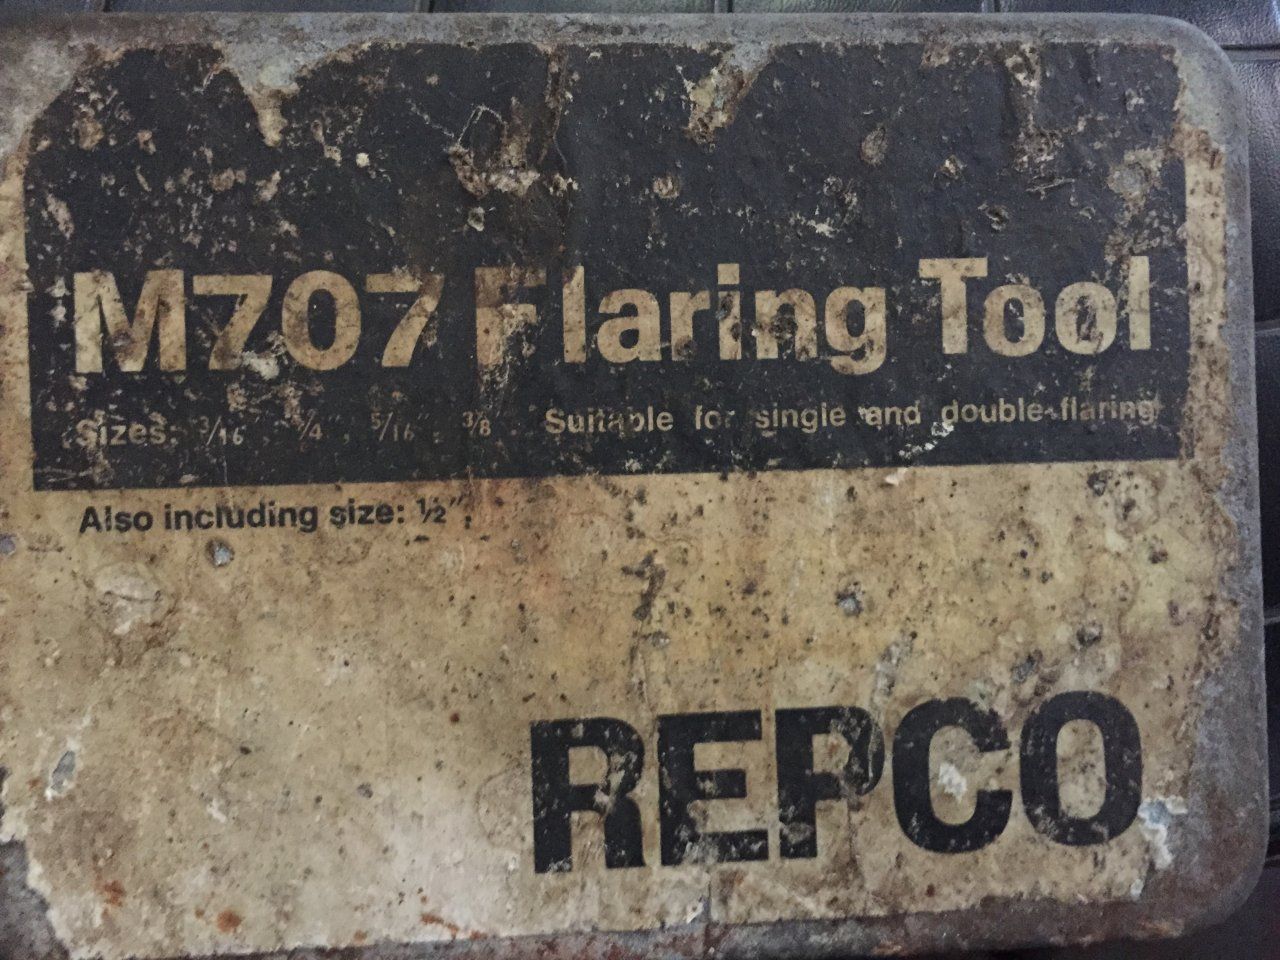 M707 Flaring Tool
Sizes: 3/16", 1/4", 5/16", 3/8". Suitable for single and double-flaring
Also including size: ½".
REPCO